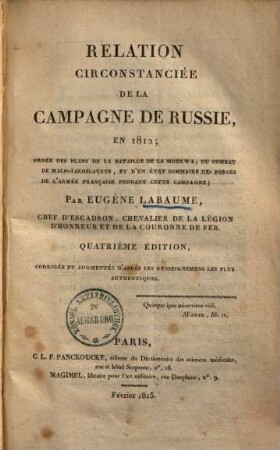 RELATION
CIRCONSTANCIÉE
DE LA
CAMPAGNE DE RUSSIE,
EN 1812;
ORNÉE DES PLANS DE LA BATAILLE DE LA MOSKWA, DU COMBAT
DE MALO-JAROSLAVETZ, ET D'UN ÉTAT SOMMAIRE DES FORCES
DE L'ARMÉE FRANÇAISE PENDANT CETTE CAMPAGNE;
PAR EUGÈNE LABAUME,
CHEF D'ESCADRON, CHEVALIER DE LA LÉGION
D'HONNEUR ET DE LA COURONNE DE FER.
QUATRIÈME ÉDITION,
CORRIGÉE ET AUGMENTÉE D'APRÈS LES RENSEIGNEMENS LES PLUS
AUTHENTIQUES.
Quæque ipse miserrima vidi.
ÆNEID. lib. II.
AUGSBURG
PARIS,
C. L. F. PANCKOUCKE, éditeur du Dictionnaire des sciences médicales,
rue et hôtel Serpente, n°. 16.
MAGIMEL, libraire pour l'art militaire, rue Dauphine, n°. 9.
Février 1815.